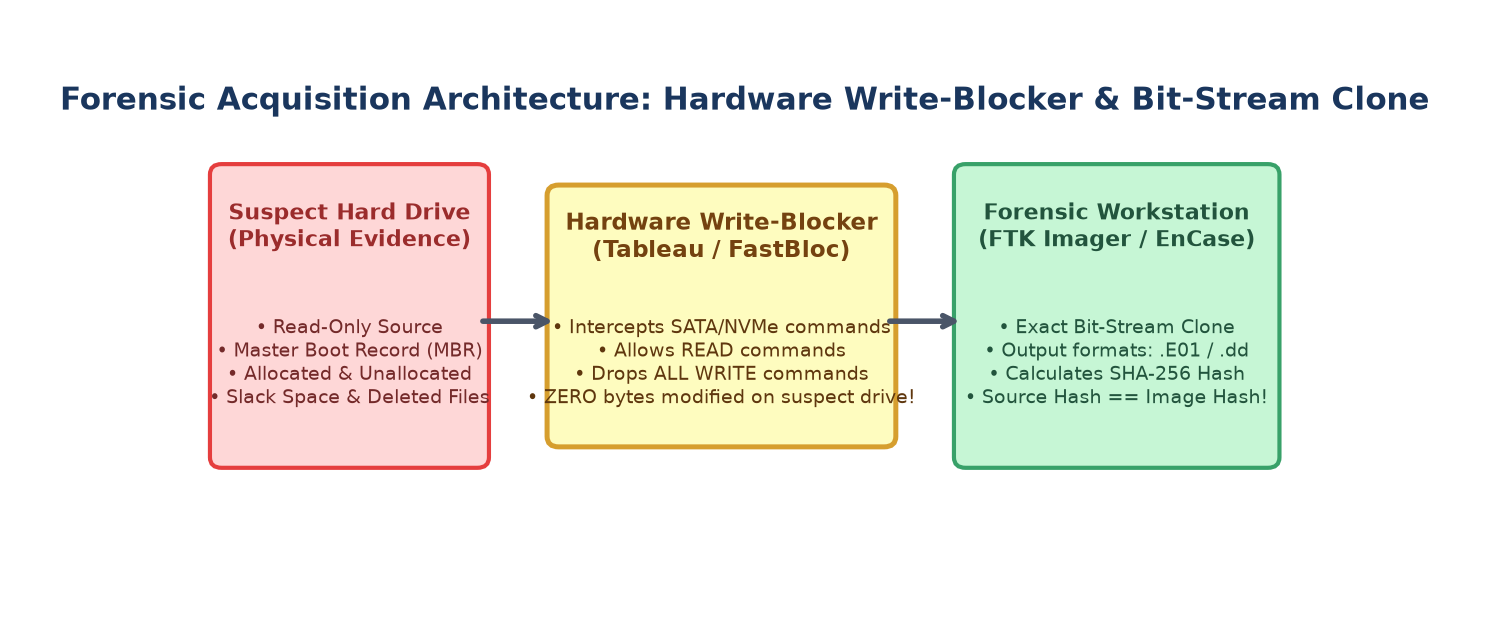 Forensic Acquisition Architecture: Hardware Write-Blocker & Bit-Stream Clone
Suspect Hard Drive
(Physical Evidence)
• Read-Only Source
• Master Boot Record (MBR)
• Allocated & Unallocated
• Slack Space & Deleted Files
Hardware Write-Blocker
(Tableau / FastBloc)
• Intercepts SATA/NVMe commands
• Allows READ commands
• Drops ALL WRITE commands
• ZERO bytes modified on suspect drive!
Forensic Workstation
(FTK Imager / EnCase)
• Exact Bit-Stream Clone
• Output formats: .E01 / .dd
• Calculates SHA-256 Hash
• Source Hash == Image Hash!